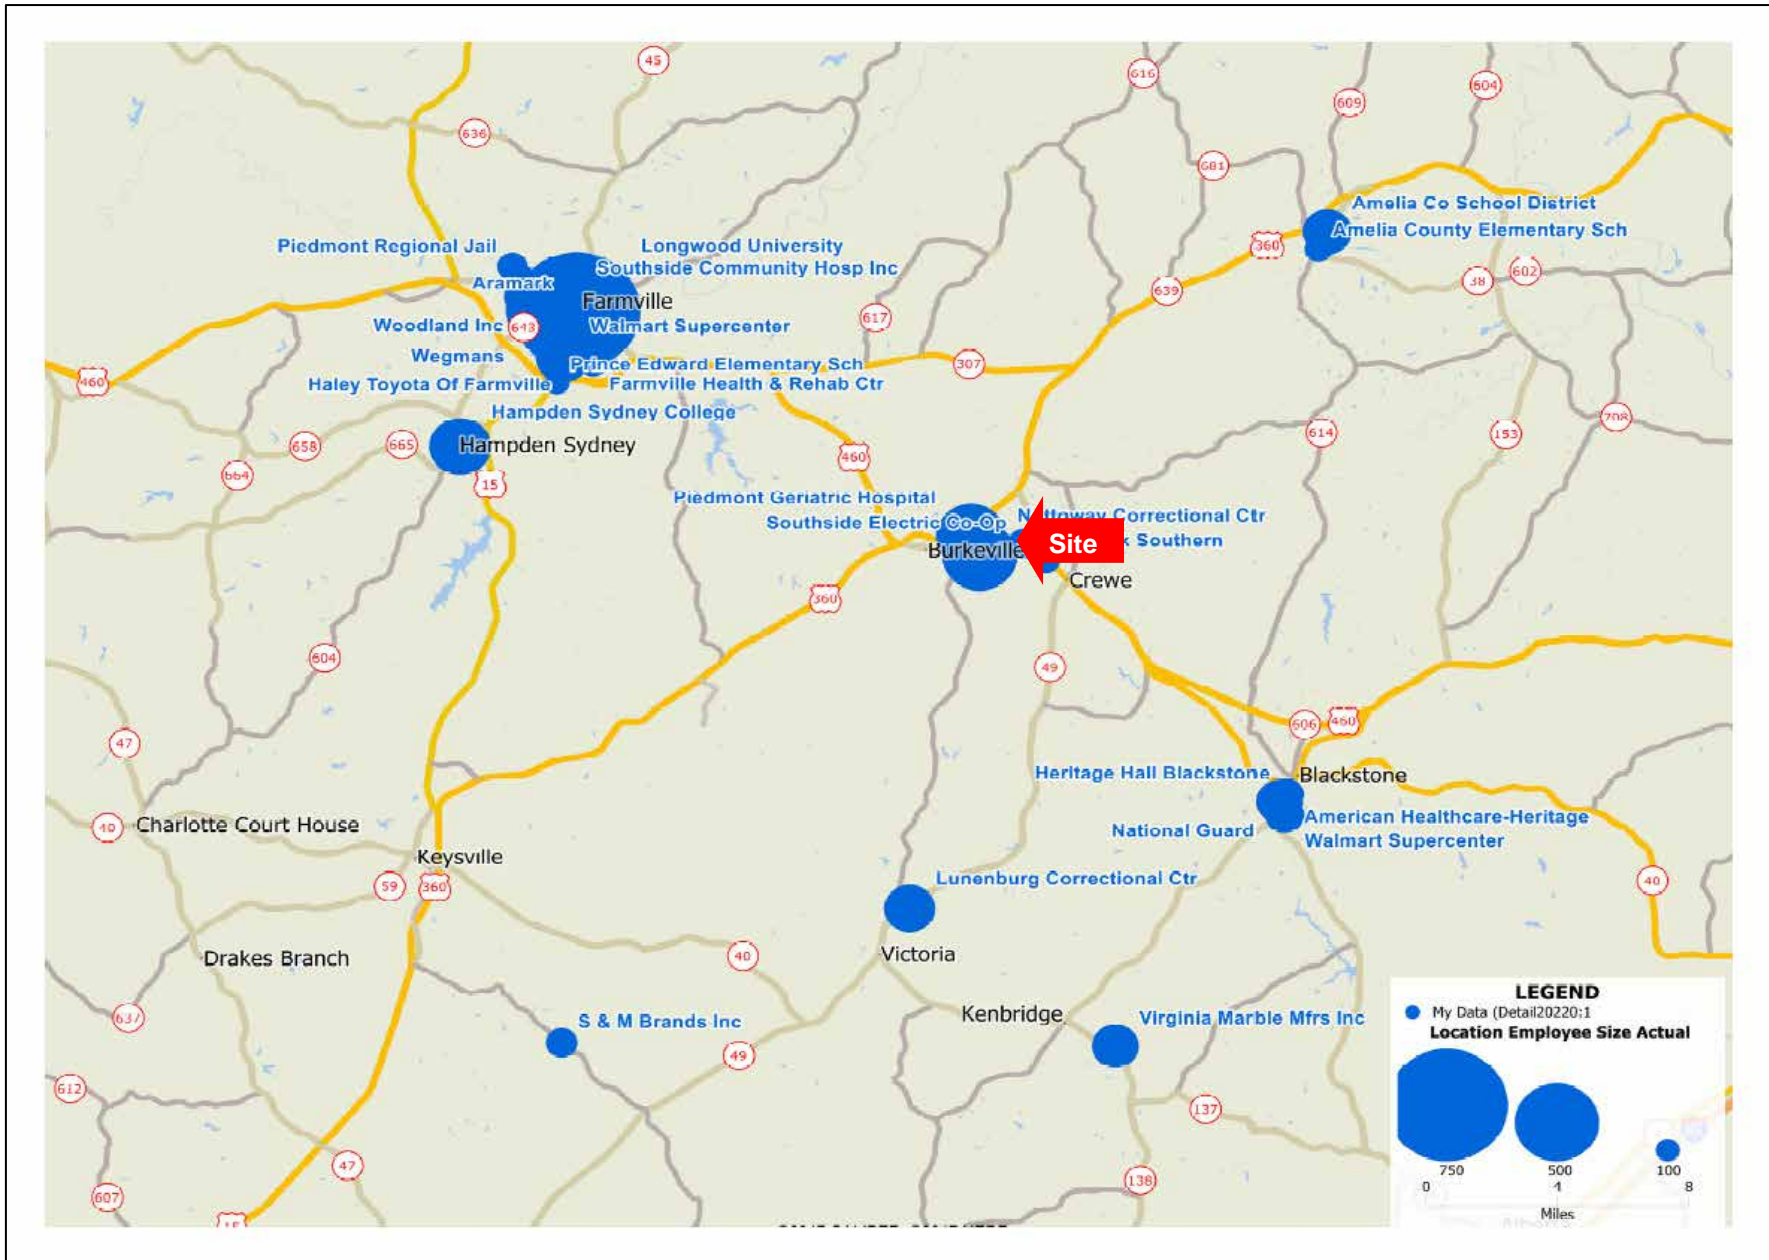 45
616
604
609
636
681
Amelia Co School District
Amelia County Elementary Sch
Piedmont Regional Jail
Longwood University
360
Southside Community Hosp Inc
602
38
Aramark
639
Farmville
617
Woodland Inc
643
Walmart Supercenter
Wegmans
Prince Edward Elementary Sch
307
460
Haley Toyota Of Farmville
Farmville Health & Rehab Ctr
Hampden Sydney College
708
614
153
658
665
Hampden Sydney
460
664
15
Piedmont Geriatric Hospital
Southside Electric Co-Op
Correctional Ctr
Site
Southern
Burkeville
Crewe
360
604
49
47
606
460
Heritage Hall Blackstone
Blackstone
American Healthcare-Heritage
National Guard
Walmart Supercenter
40
Charlotte Court House
Keysville
59
360
Lunenburg Correctional Ctr
40
Drakes Branch
40
Victoria
637
S & M Brands Inc
Kenbridge
Virginia Marble Mfrs Inc
49
612
137
47
138
607
15
LEGEND
My Data (Detail20220:1
Location Employee Size Actual
750
500
100
0
4
8
Miles